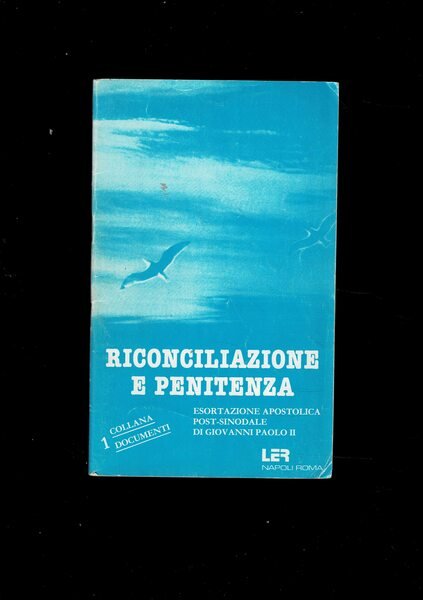 RICONCILIAZIONE
E PENITENZA
ESORTAZIONE APOSTOLICA
POST-SINODALE
DI GIOVANNI PAOLO II
1 COLLANA
DOCUMENTI
LER
NAPOLI ROMA